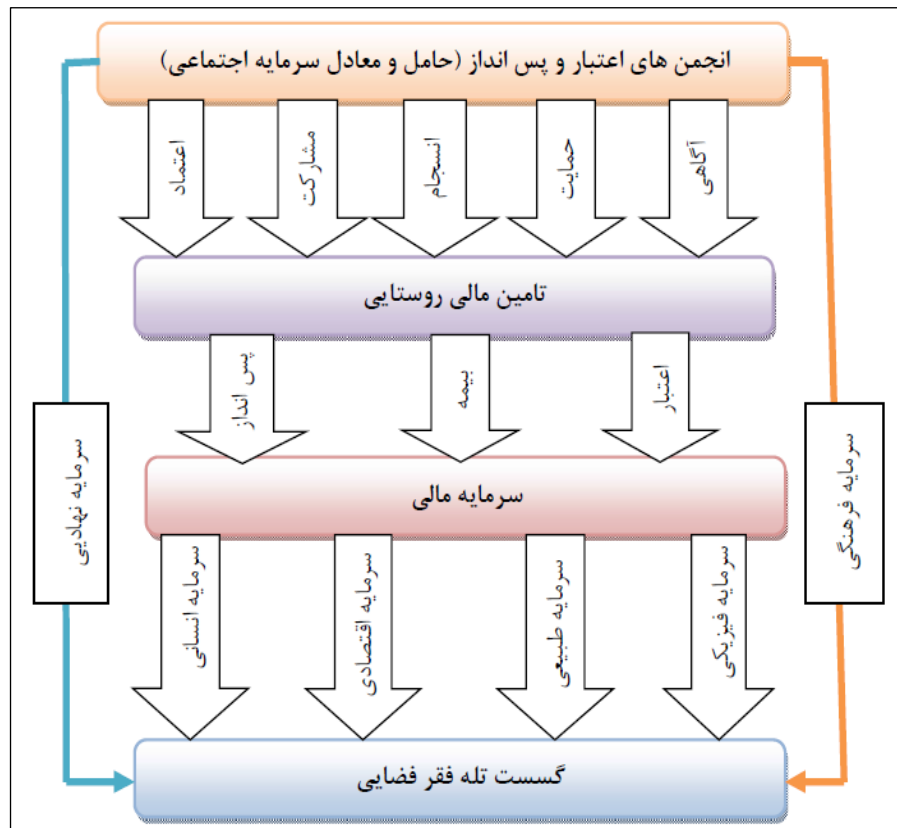 انجمن های اعتبار و پس انداز (حامل و معادل سرمایه اجتماعی)
آگاهی
حمایت
انسجام
مشارکت
اعتماد
تامین مالی روستایی
اعتبار
بیمه
پس انداز
سرمایه فرهنگی
سرمایه نهادیی
سرمایه مالی
سرمایه فیزیکی
سرمایه طبیعی
سرمایه اقتصادی
سرمایه انسانی
گسست تله فقر فضایی